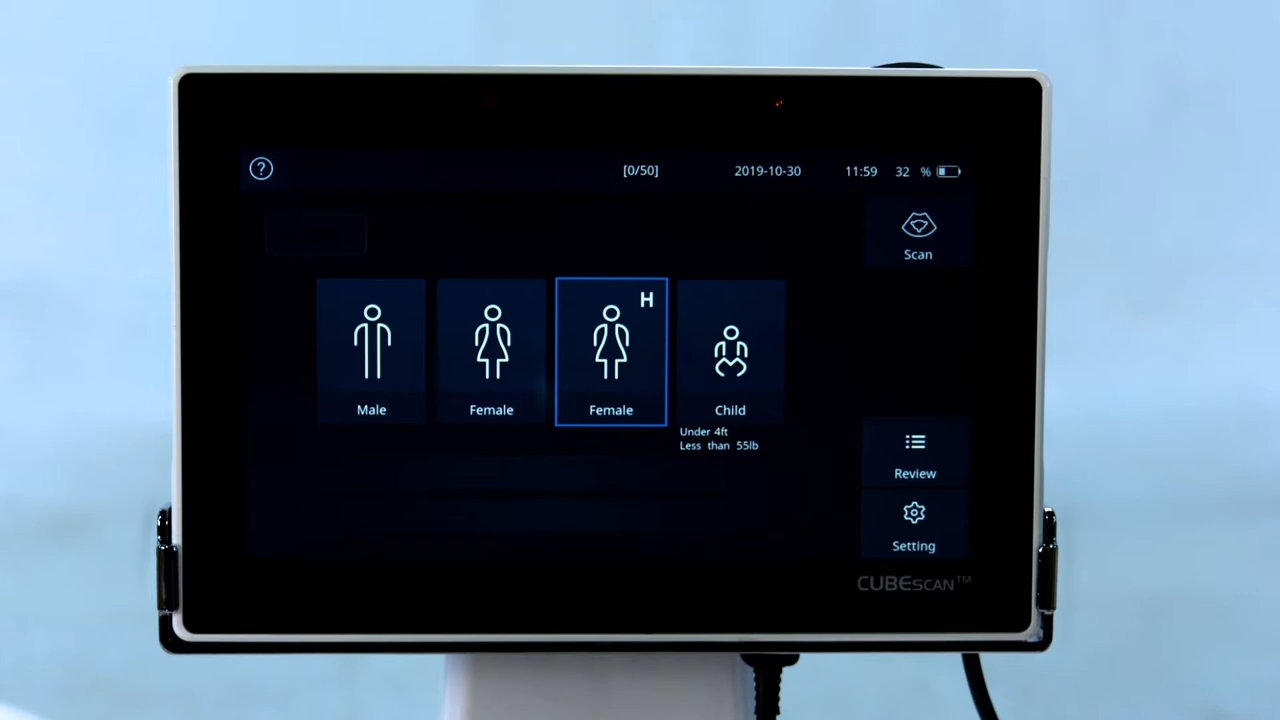 ?
[0/50] 2019-10-30 11:59 32 %
Scan
H
Male Female Female Child
Under 4ft
Less than 55lb
Review
Setting
CUBESCAN™